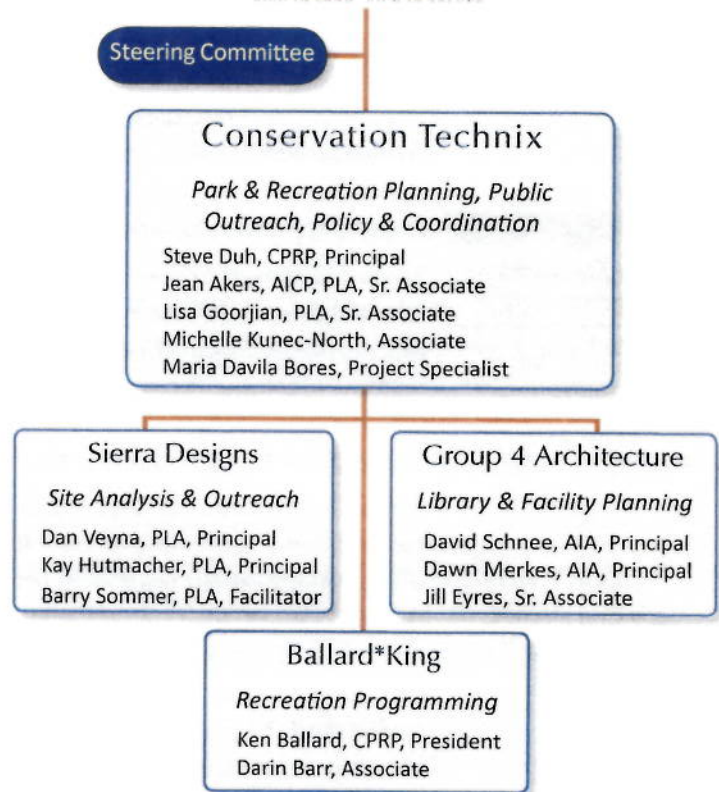 Steering Committee
Conservation Technix
Park & Recreation Planning, Public
Outreach, Policy & Coordination
Steve Duh, CPRP, Principal
Jean Akers, AICP, PLA, Sr. Associate
Lisa Goorjian, PLA, Sr. Associate
Michelle Kunec-North, Associate
Maria Davila Bores, Project Specialist
Sierra Designs
Site Analysis & Outreach
Dan Veyna, PLA, Principal
Kay Hutmacher, PLA, Principal
Barry Sommer, PLA, Facilitator
Group 4 Architecture
Library & Facility Planning
David Schnee, AIA, Principal
Dawn Merkes, AIA, Principal
Jill Eyres, Sr. Associate
Ballard*King
Recreation Programming
Ken Ballard, CPRP, President
Darin Barr, Associate